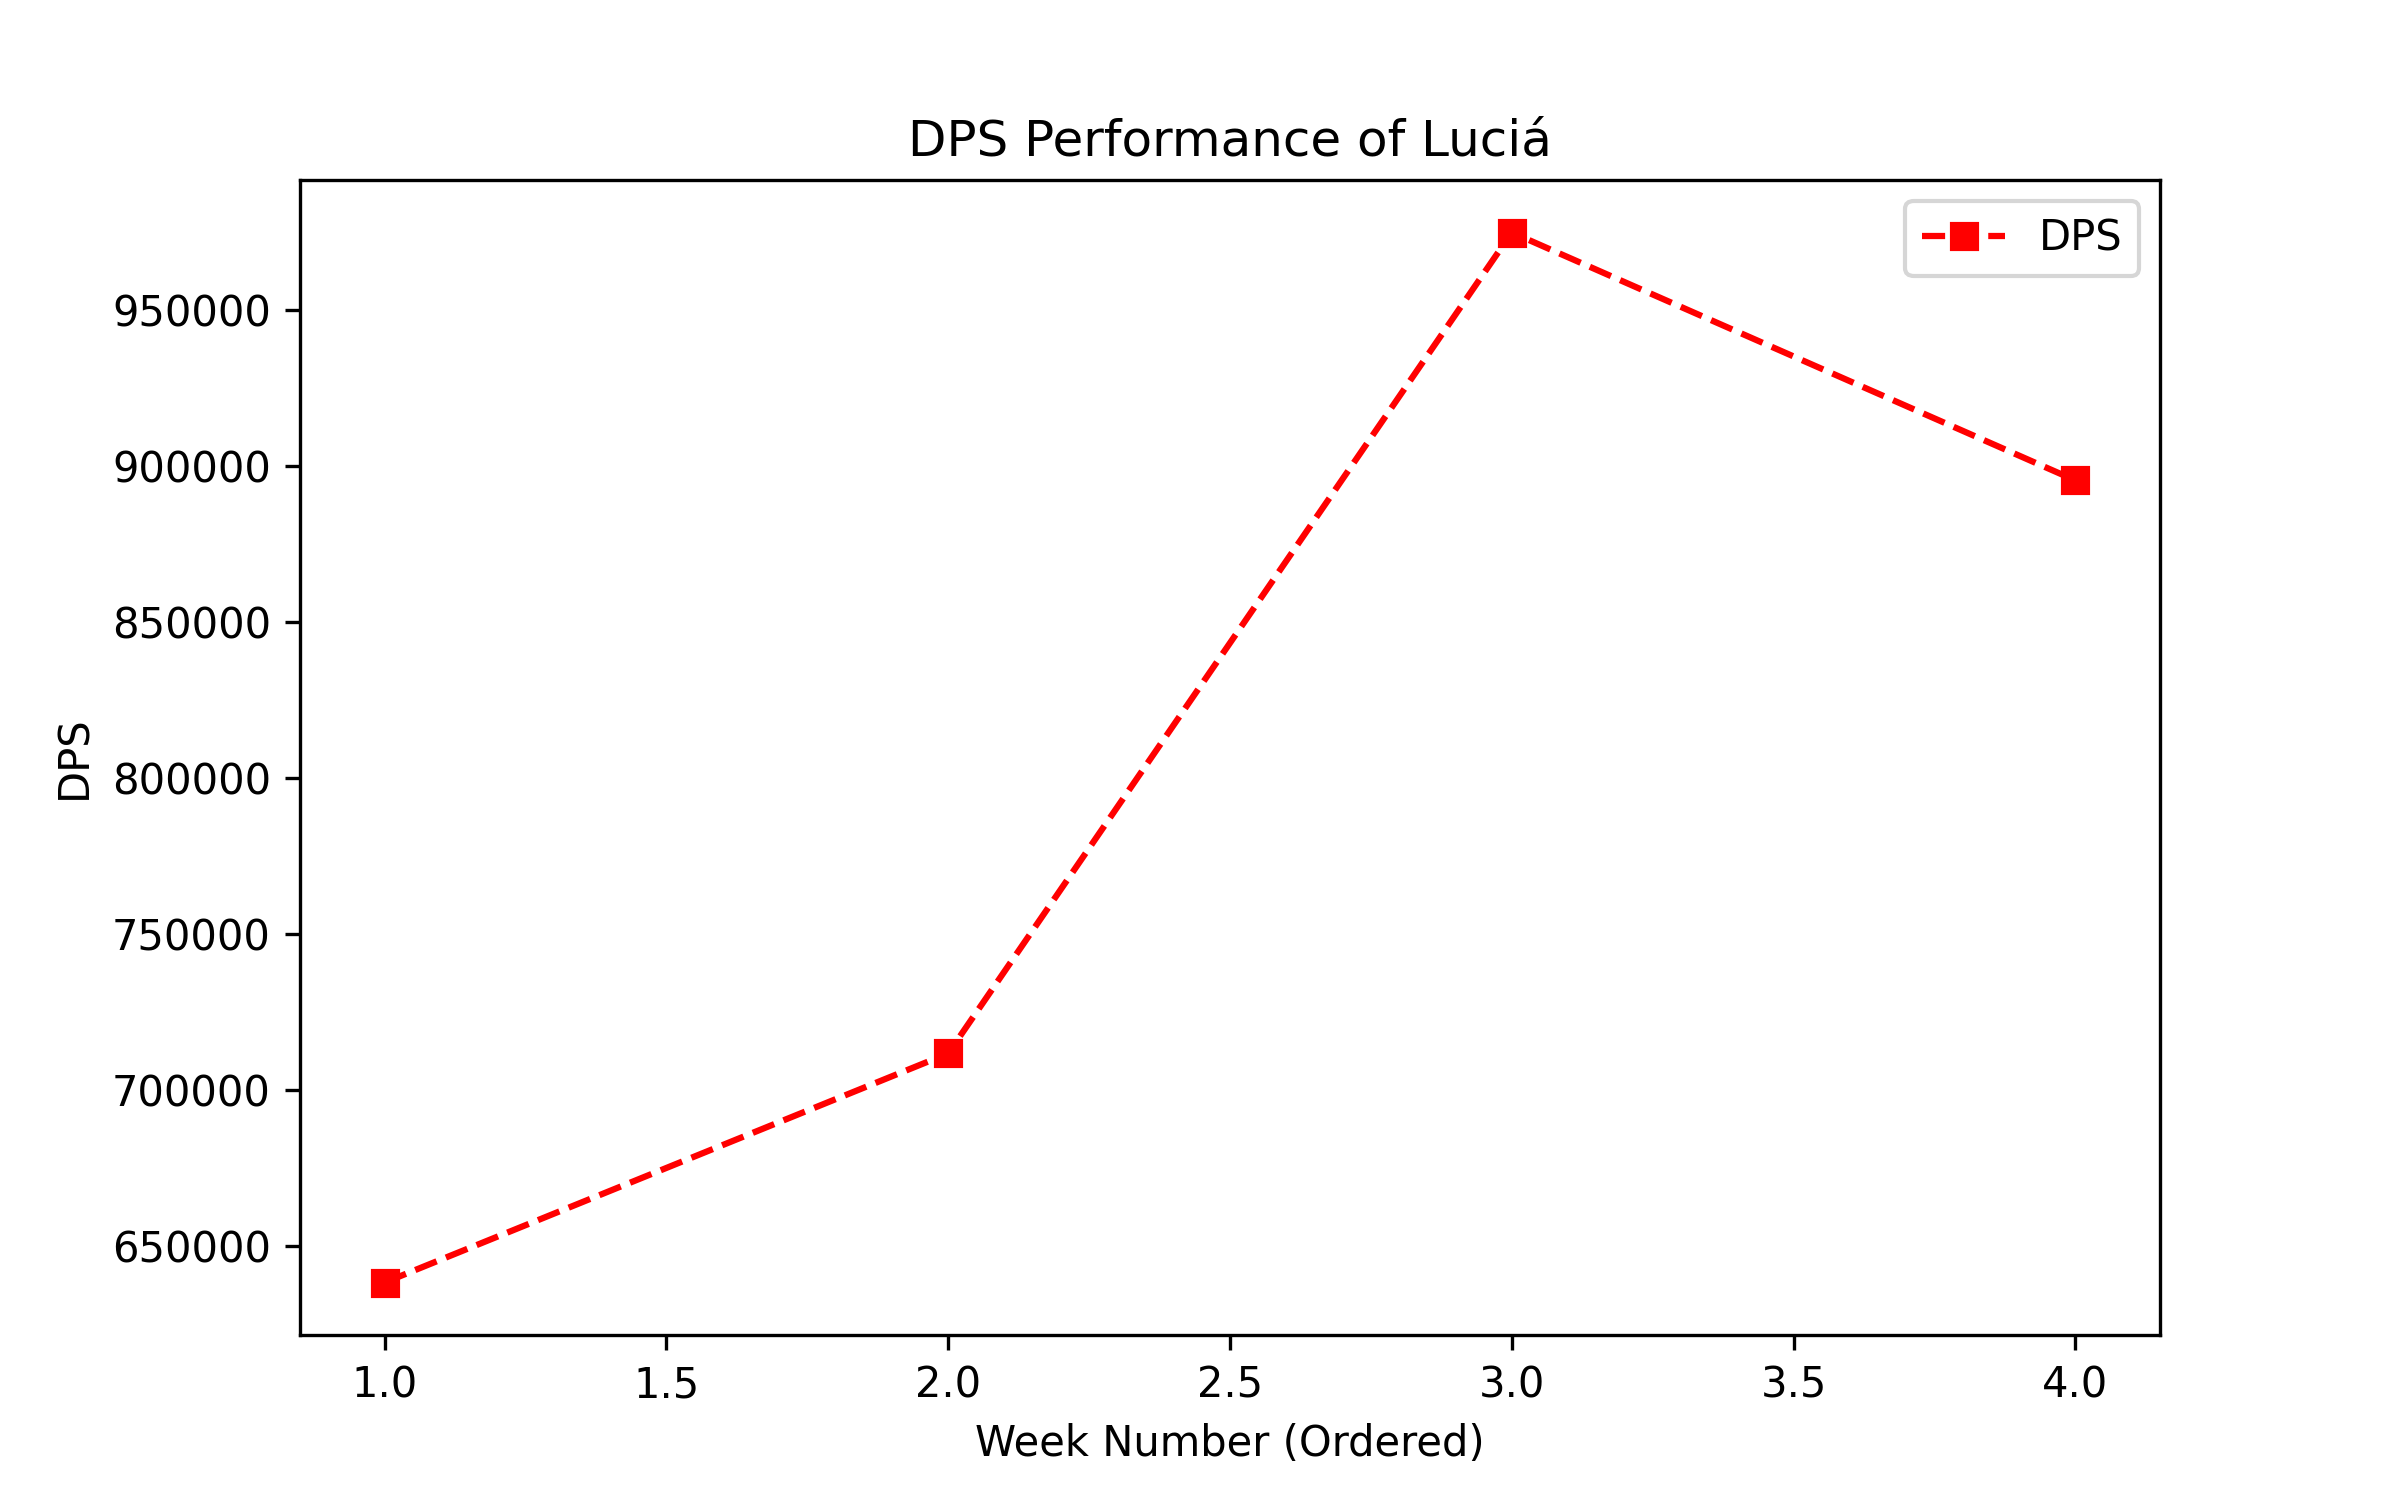 DPS Performance of Luciá
DPS
950000
900000
850000
800000
750000
700000
650000
DPS
1.0 1.5 2.0 2.5 3.0 3.5 4.0
Week Number (Ordered)